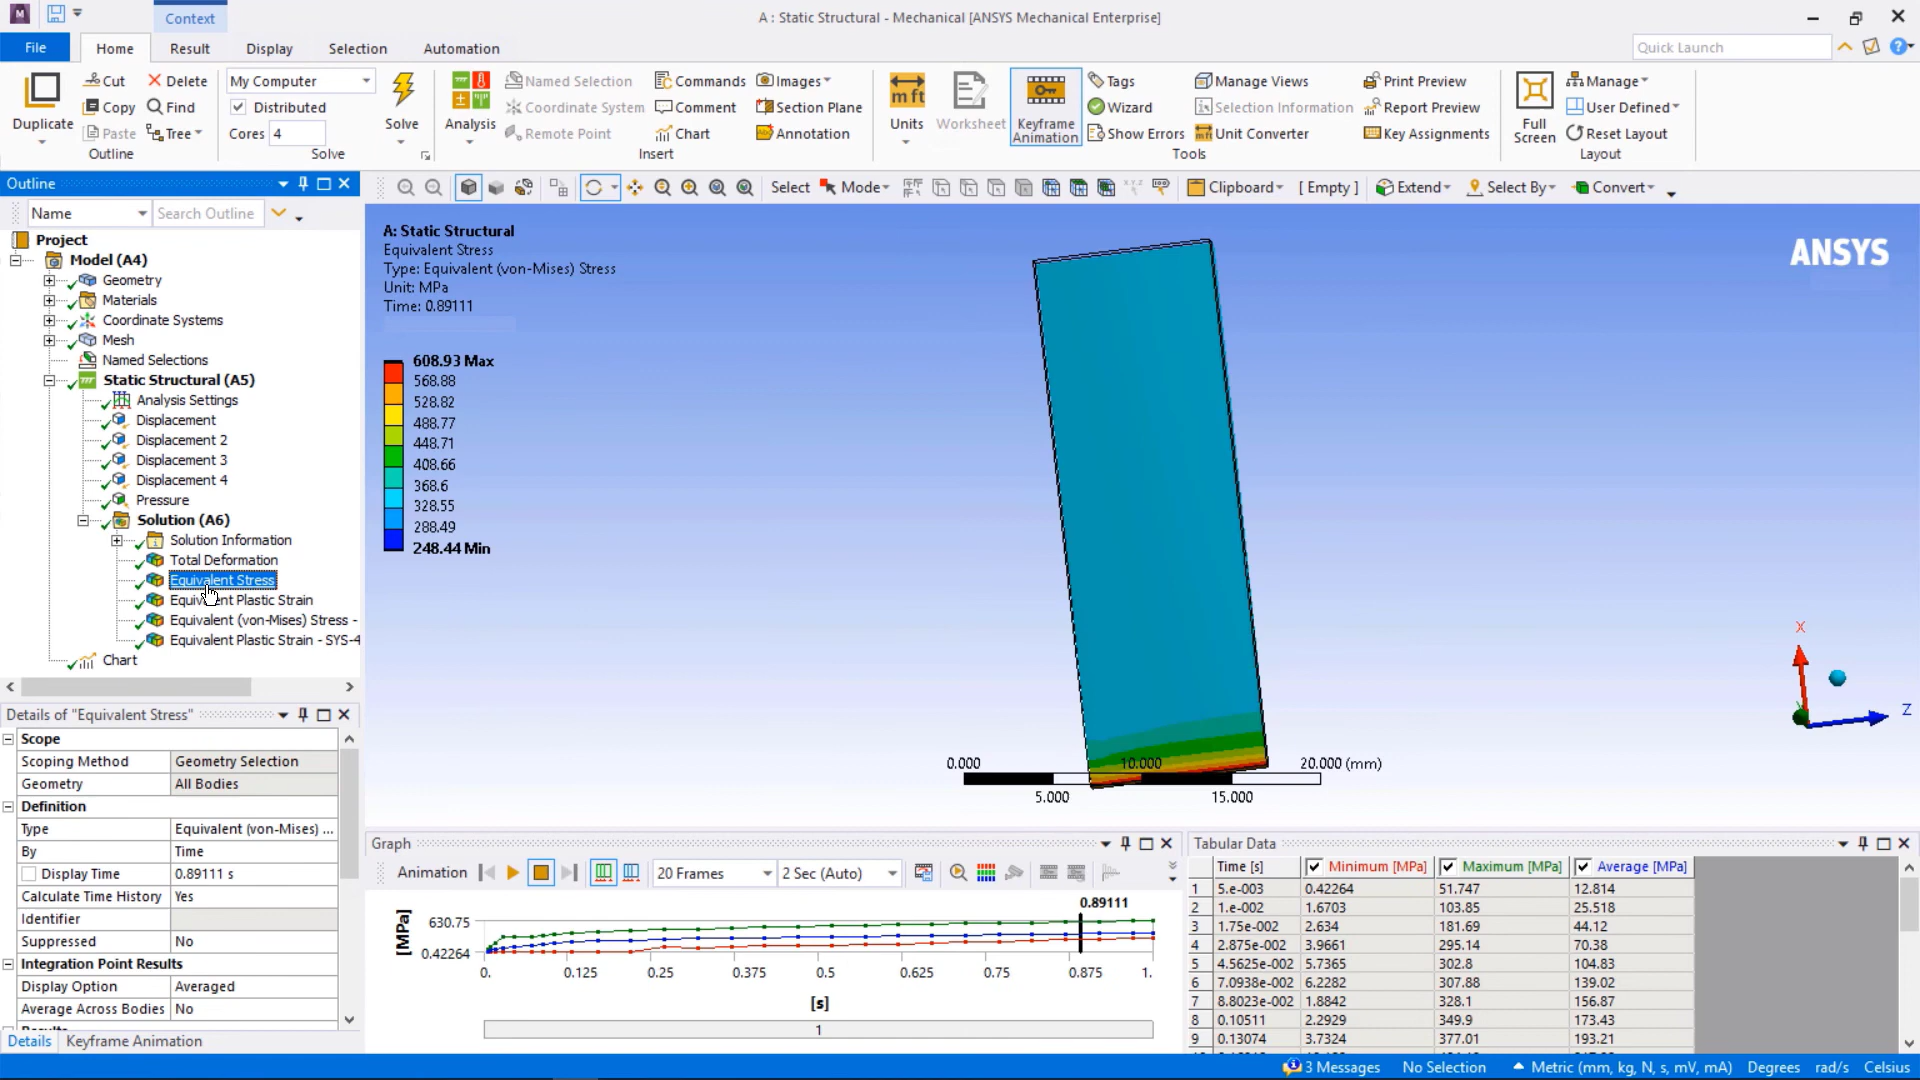 Context
A : Static Structural - Mechanical [ANSYS Mechanical Enterprise]
File
Home
Result
Display
Selection
Automation
Quick Launch
Duplicate
Cut
Delete
Copy
Find
Paste
Tree
Outline
My Computer
Distributed
Cores 4
Solve
Solve
Analysis
Named Selection
Coordinate System
Remote Point
Commands
Comment
Chart
Images
Section Plane
Annotation
Insert
Units
Worksheet
Keyframe Animation
Tags
Wizard
Show Errors
Manage Views
Selection Information
Unit Converter
Print Preview
Report Preview
Key Assignments
Tools
Full Screen
Manage
User Defined
Reset Layout
Layout
Outline
Name
Search Outline
Select
Mode
Clipboard
[ Empty ]
Extend
Select By
Convert
Project
Model (A4)
Geometry
Materials
Coordinate Systems
Mesh
Named Selections
Static Structural (A5)
Analysis Settings
Displacement
Displacement 2
Displacement 3
Displacement 4
Pressure
Solution (A6)
Solution Information
Total Deformation
Equivalent Stress
Equivalent Plastic Strain
Equivalent (von-Mises) Stress -
Equivalent Plastic Strain - SYS-4
Chart
A: Static Structural
Equivalent Stress
Type: Equivalent (von-Mises) Stress
Unit: MPa
Time: 0.89111
608.93 Max
568.88
528.82
488.77
448.71
408.66
368.6
328.55
288.49
248.44 Min
ANSYS
X
Z
0.000
10.000
20.000 (mm)
5.000
15.000
Details of "Equivalent Stress"
Scope
Scoping Method Geometry Selection
Geometry All Bodies
Definition
Type Equivalent (von-Mises) ...
By Time
Display Time 0.89111 s
Calculate Time History Yes
Identifier
Suppressed No
Integration Point Results
Display Option Averaged
Average Across Bodies No
Details
Keyframe Animation
Graph
Animation
20 Frames
2 Sec (Auto)
0.89111
[MPa]
630.75
0.42264
0. 0.125 0.25 0.375 0.5 0.625 0.75 0.875 1.
[s]
1
Tabular Data
Time [s] Minimum [MPa] Maximum [MPa] Average [MPa]
1 5.e-003 0.42264 51.747 12.814
2 1.e-002 1.6703 103.85 25.518
3 1.75e-002 2.634 181.69 44.12
4 2.875e-002 3.9661 295.14 70.38
5 4.5625e-002 5.7365 302.8 104.83
6 7.0938e-002 6.2282 307.88 139.02
7 8.8023e-002 1.8842 328.1 156.87
8 0.10511 2.2929 349.9 173.43
9 0.13074 3.7324 377.01 193.21
3 Messages
No Selection
Metric (mm, kg, N, s, mV, mA)
Degrees
rad/s
Celsius